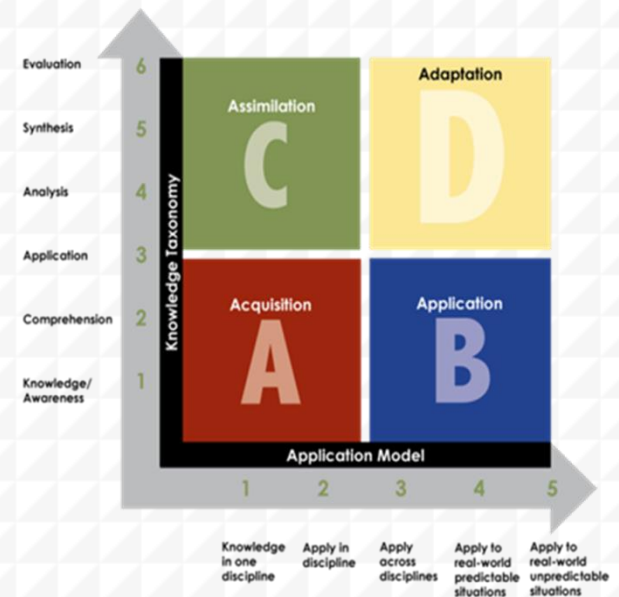 Evaluation
6
Synthesis
5
Analysis
4
Application
3
Comprehension
2
Knowledge/
Awareness
1
Knowledge Taxonomy
Assimilation
C
Adaptation
D
Acquisition
A
Application
B
Application Model
1
2
3
4
5
Knowledge
in one
discipline
Apply in
discipline
Apply
across
disciplines
Apply to
real-world
predictable
situations
Apply to
real-world
unpredictable
situations